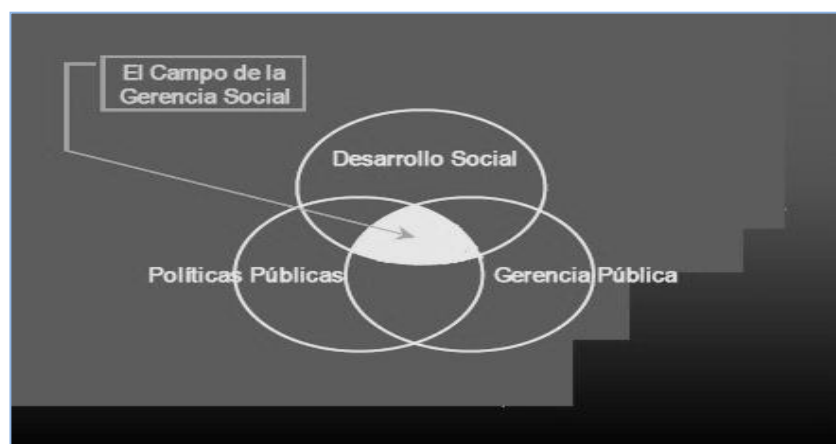 El Campo de la
Gerencia Social
Desarrollo Social
Políticas Públicas
Gerencia Pública